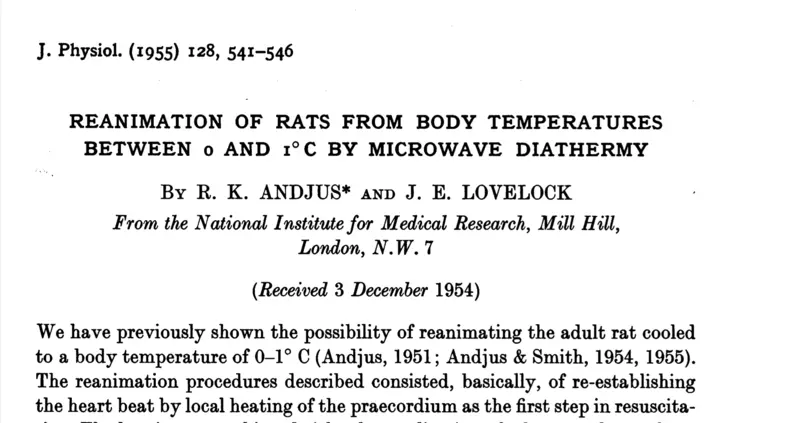 J. Physiol. (1955) 128, 541–546
REANIMATION OF RATS FROM BODY TEMPERATURES
BETWEEN 0 AND 1° C BY MICROWAVE DIATHERMY
By R. K. ANDJUS* AND J. E. LOVELOCK
From the National Institute for Medical Research, Mill Hill,
London, N.W. 7
(Received 3 December 1954)
We have previously shown the possibility of reanimating the adult rat cooled
to a body temperature of 0–1° C (Andjus, 1951; Andjus & Smith, 1954, 1955).
The reanimation procedures described consisted, basically, of re-establishing
the heart beat by local heating of the praecordium as the first step in resuscita-